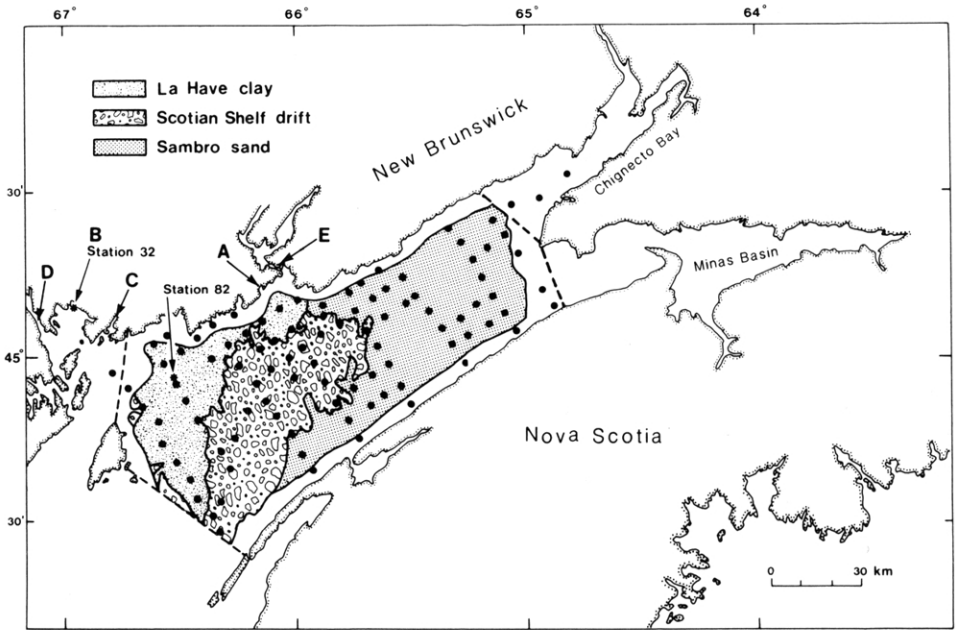 67° 66° 65° 64°
La Have clay
Scotian Shelf drift
Sambro sand
New Brunswick
Chignecto Bay
30'
B
Station 32
A
E
D
C
Station 82
Minas Basin
45'
Nova Scotia
30'
0 30 km